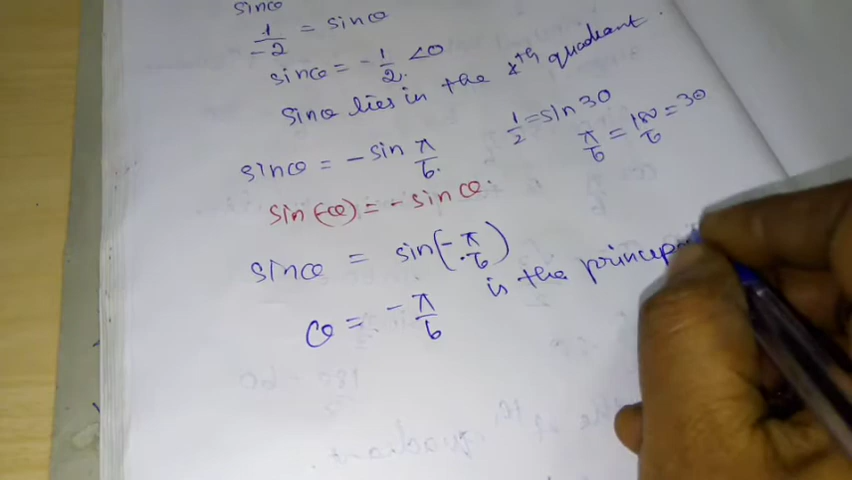 sinθ
1/-2 = sinθ
sinθ = -1/2 <0
sinθ lies in the quadrant.
sinθ = -sin π/6.
1/2 = sin 30
π/6 = 180/6 = 30
sin(-θ) = -sinθ.
sinθ = sin(-π/6)
θ = -π/6 is the princip